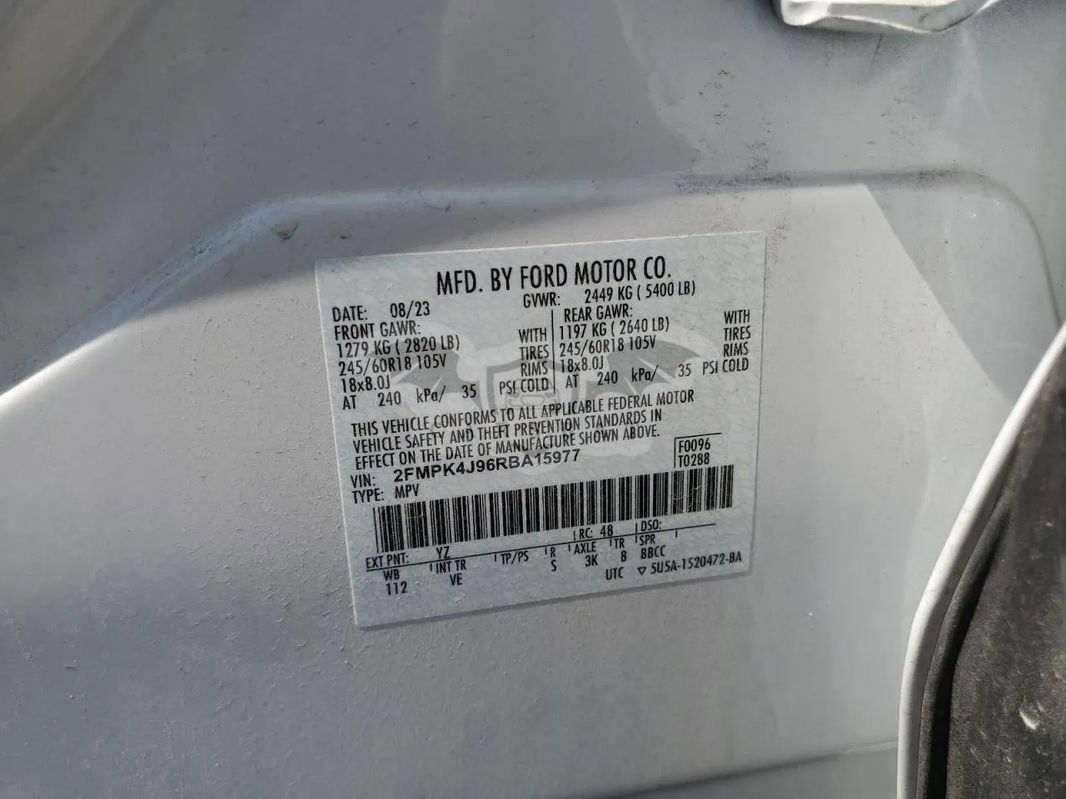 MFD. BY FORD MOTOR CO.
DATE: 08/23
GVWR: 2449 KG ( 5400 LB)
FRONT GAWR:
1279 KG ( 2820 LB) WITH
245/60R18 105V TIRES
18x8.0J RIMS
AT 240 kPa/ 35 PSI COLD
REAR GAWR: WITH
1197 KG ( 2640 LB) TIRES
245/60R18 105V RIMS
18x8.0J PSI COLD
AT 240 kPa/ 35
THIS VEHICLE CONFORMS TO ALL APPLICABLE FEDERAL MOTOR
VEHICLE SAFETY AND THEFT PREVENTION STANDARDS IN
EFFECT ON THE DATE OF MANUFACTURE SHOWN ABOVE.
VIN: 2FMPK4J96RBA15977
TYPE: MPV
F0096
T0288
EXT PNT: YZ RC: 48 DSO:
WB INT TR TP/PS R AXLE TR SPR
112 VE S 3K 8 BBCC
UTC ▽ 5U5A-1520472-BA